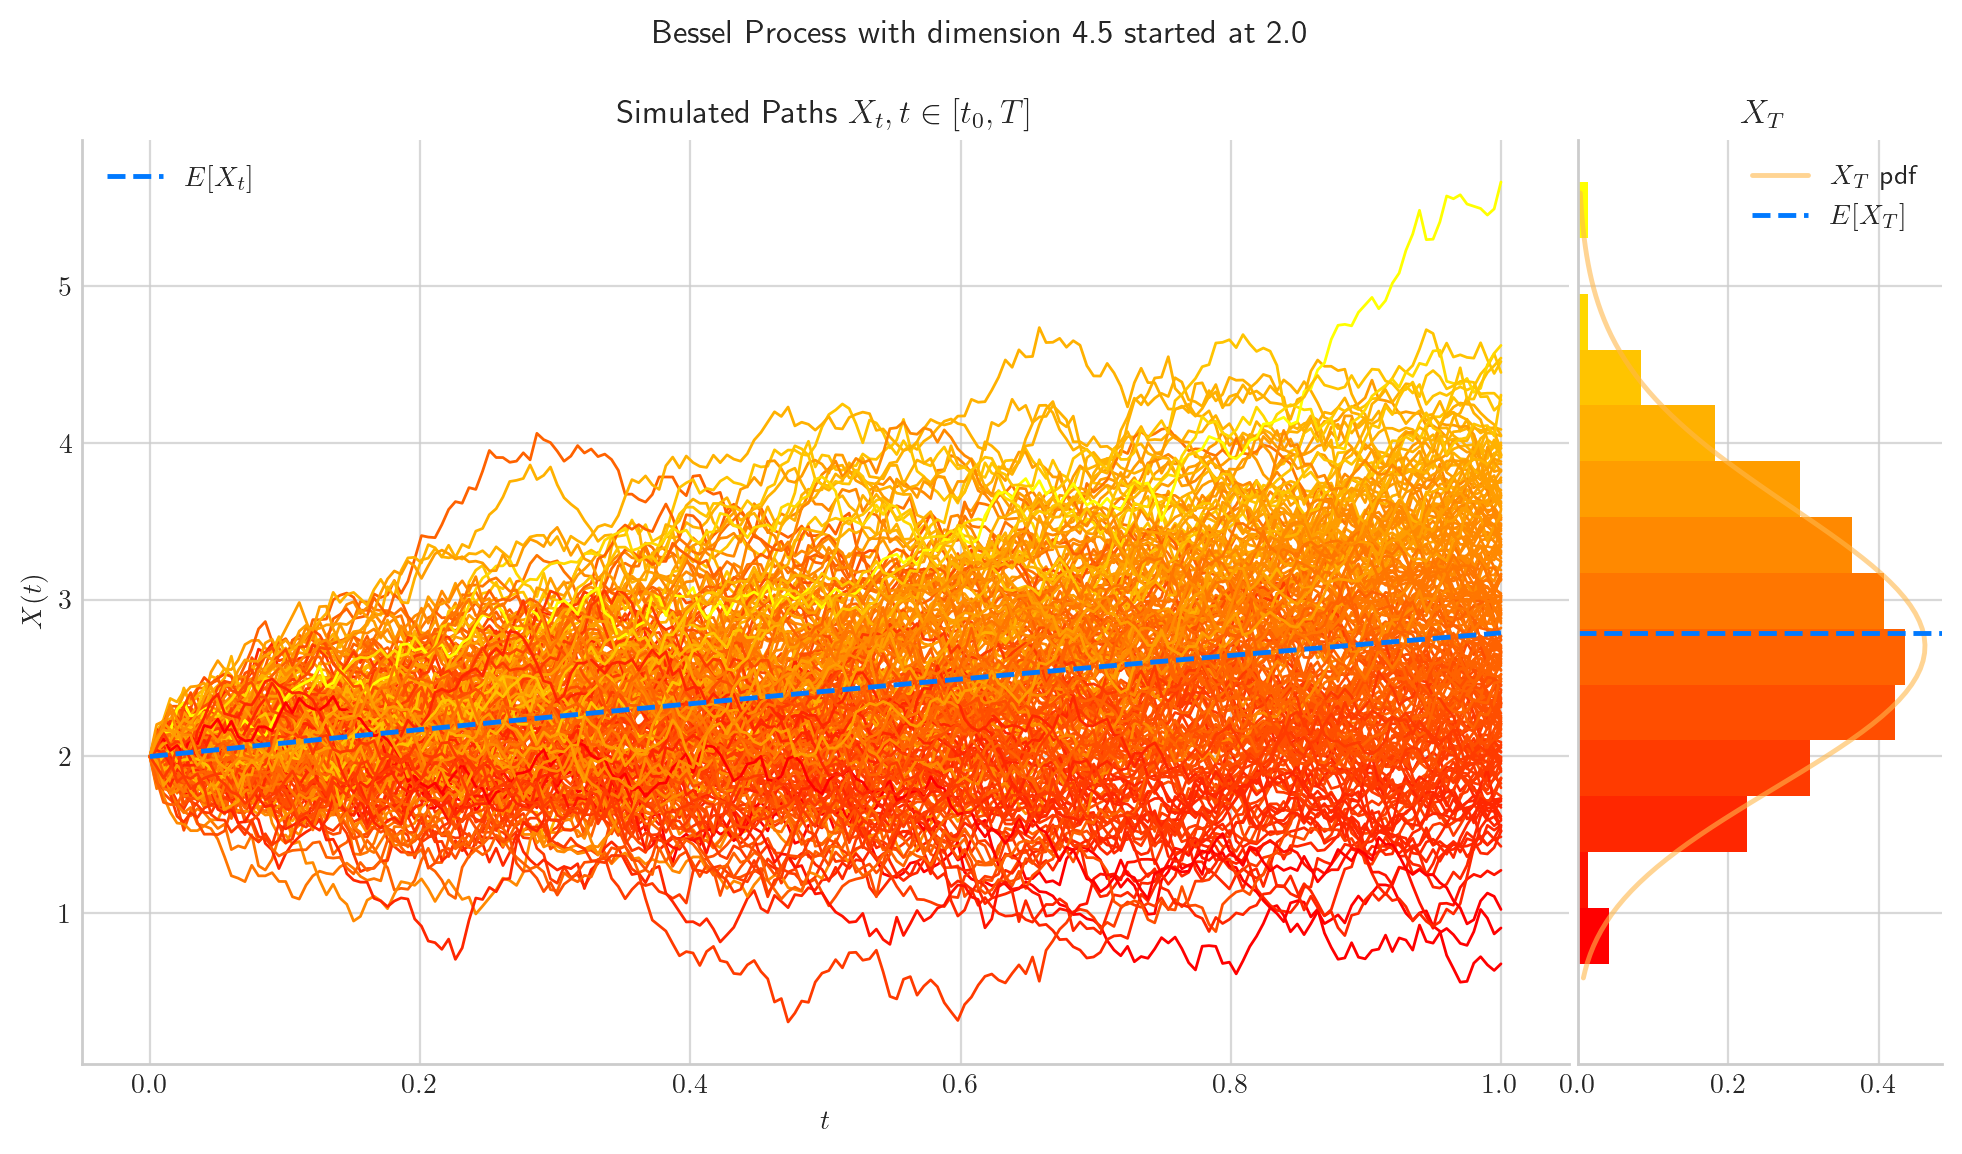 Bessel Process with dimension 4.5 started at 2.0
Simulated Paths $X_t, t \in [t_0, T]$
$X_T$
$E[X_t]$
$X_T$ pdf
$E[X_T]$
5
4
3
2
1
$X(t)$
0.0
0.2
0.4
0.6
0.8
1.0
0.0
0.2
0.4
$t$